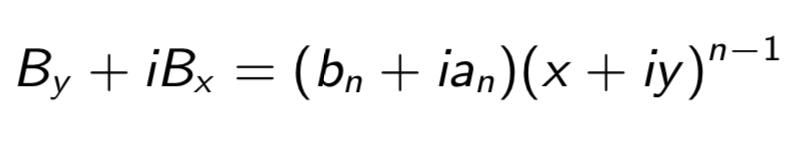 B_y + iB_x = (b_n + ia_n)(x + iy)^{n−1}